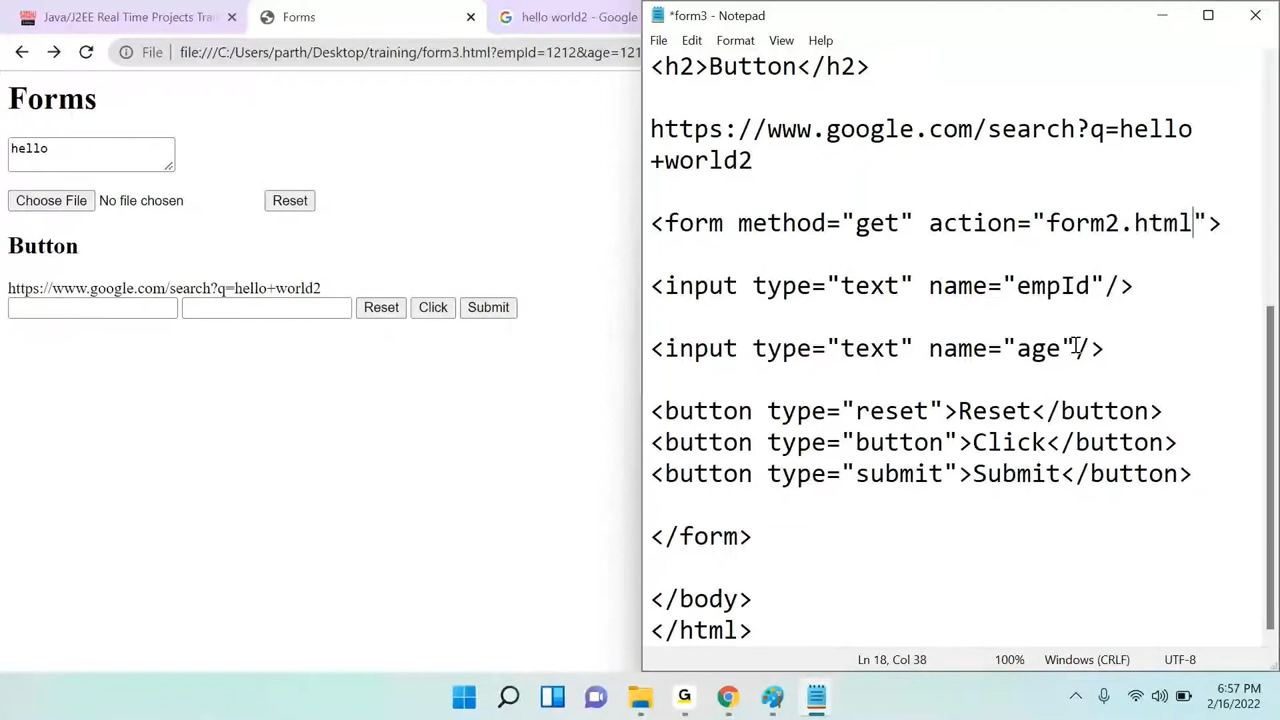 Java/J2EE Real Time Projects Tra
Forms
hello world2 - Google
File
file:///C:/Users/parth/Desktop/training/form3.html?empId=1212&age=121
Forms
hello
Choose File No file chosen
Reset
Button
https://www.google.com/search?q=hello+world2
Reset
Click
Submit
*form3 - Notepad
File Edit Format View Help
<h2>Button</h2>
https://www.google.com/search?q=hello
+world2
<form method="get" action="form2.html">
<input type="text" name="empId"/>
<input type="text" name="age"/>
<button type="reset">Reset</button>
<button type="button">Click</button>
<button type="submit">Submit</button>
</form>
</body>
</html>
Ln 18, Col 38
100%
Windows (CRLF)
UTF-8
G
6:57 PM
2/16/2022